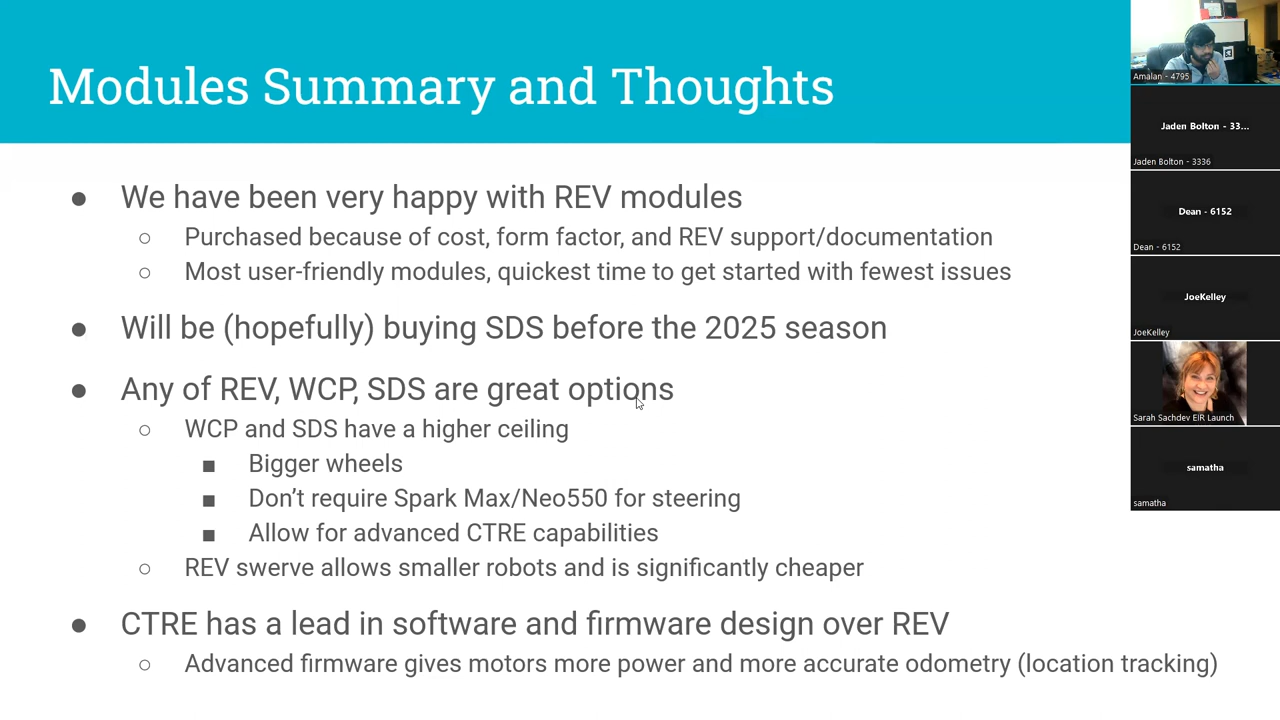 Modules Summary and Thoughts
● We have been very happy with REV modules
○ Purchased because of cost, form factor, and REV support/documentation
○ Most user-friendly modules, quickest time to get started with fewest issues
● Will be (hopefully) buying SDS before the 2025 season
● Any of REV, WCP, SDS are great options
○ WCP and SDS have a higher ceiling
■ Bigger wheels
■ Don’t require Spark Max/Neo550 for steering
■ Allow for advanced CTRE capabilities
○ REV swerve allows smaller robots and is significantly cheaper
● CTRE has a lead in software and firmware design over REV
○ Advanced firmware gives motors more power and more accurate odometry (location tracking)
Amalan - 4795
Jaden Bolton - 33...
Jaden Bolton - 3336
Dean - 6152
Dean - 6152
JoeKelley
JoeKelley
Sarah Sachdev EIR Launch
samatha
samatha